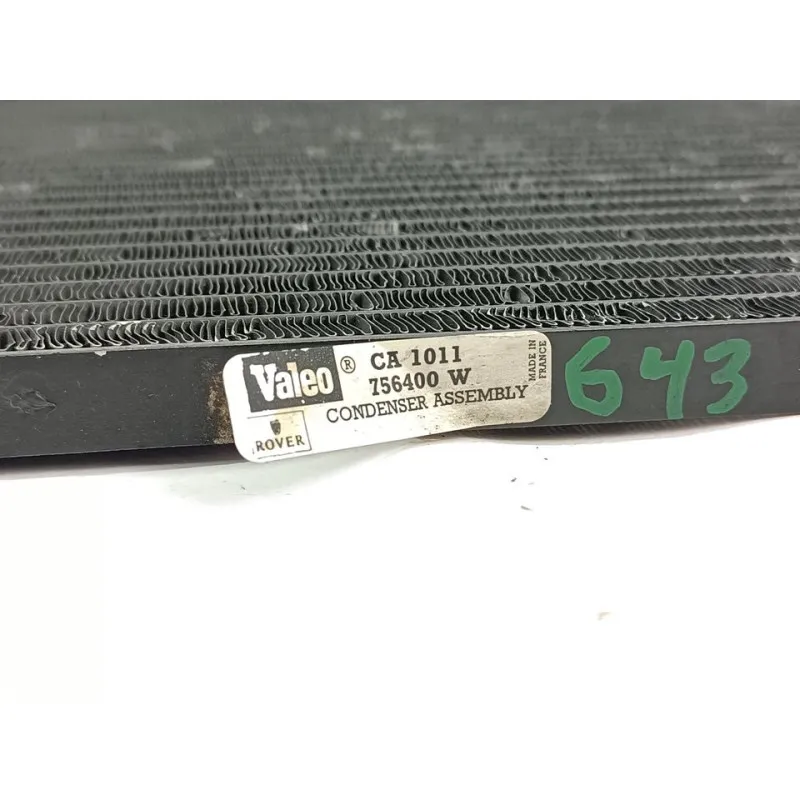 Valeo ® CA 1011
756400 W
CONDENSER ASSEMBLY
ROVER
MADE IN
FRANCE
643